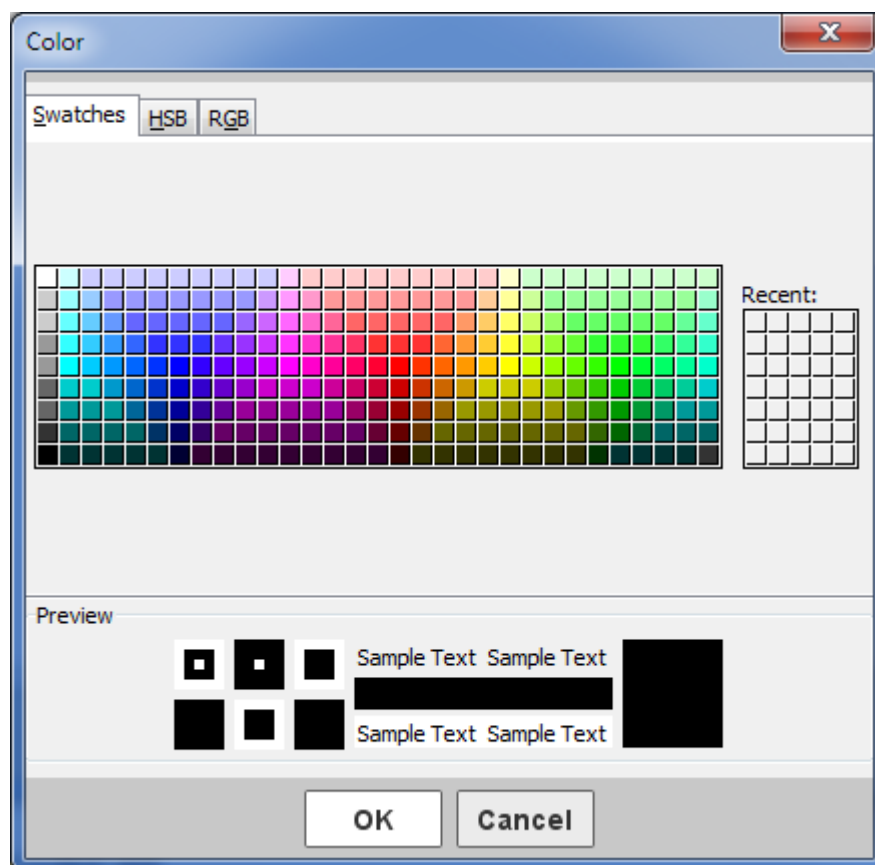 Color
Swatches HSB RGB
Recent:
Preview
Sample Text Sample Text
Sample Text Sample Text
OK Cancel